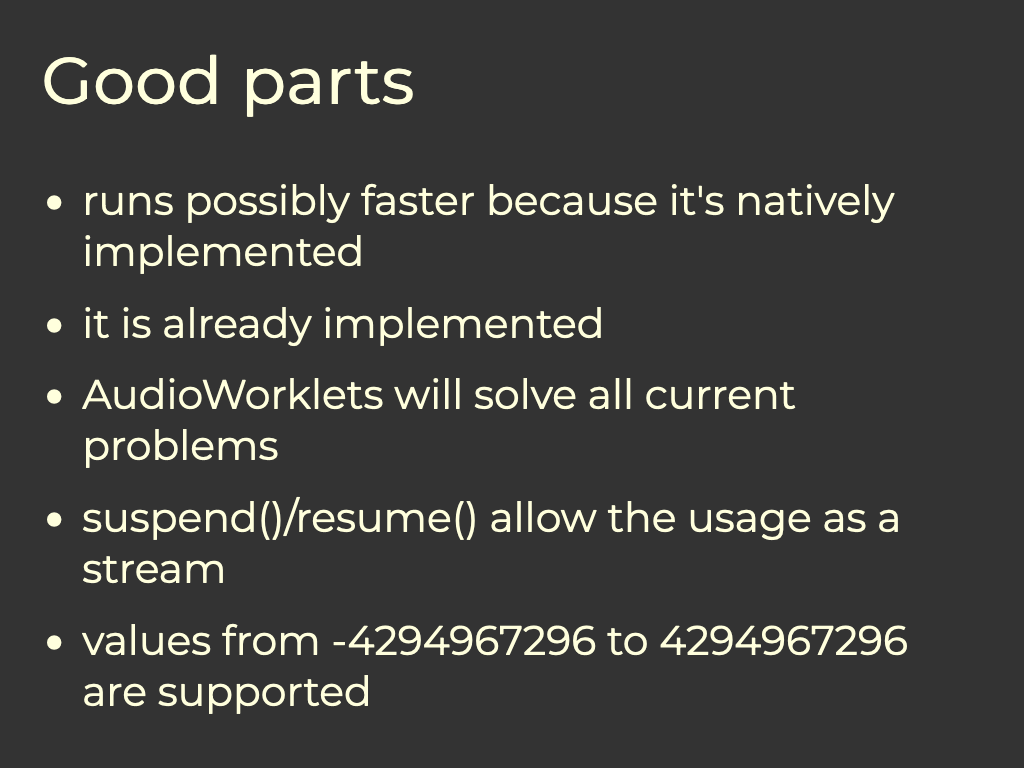 Good parts
• runs possibly faster because it's natively
implemented
• it is already implemented
• AudioWorklets will solve all current
problems
• suspend()/resume() allow the usage as a
stream
• values from -4294967296 to 4294967296
are supported